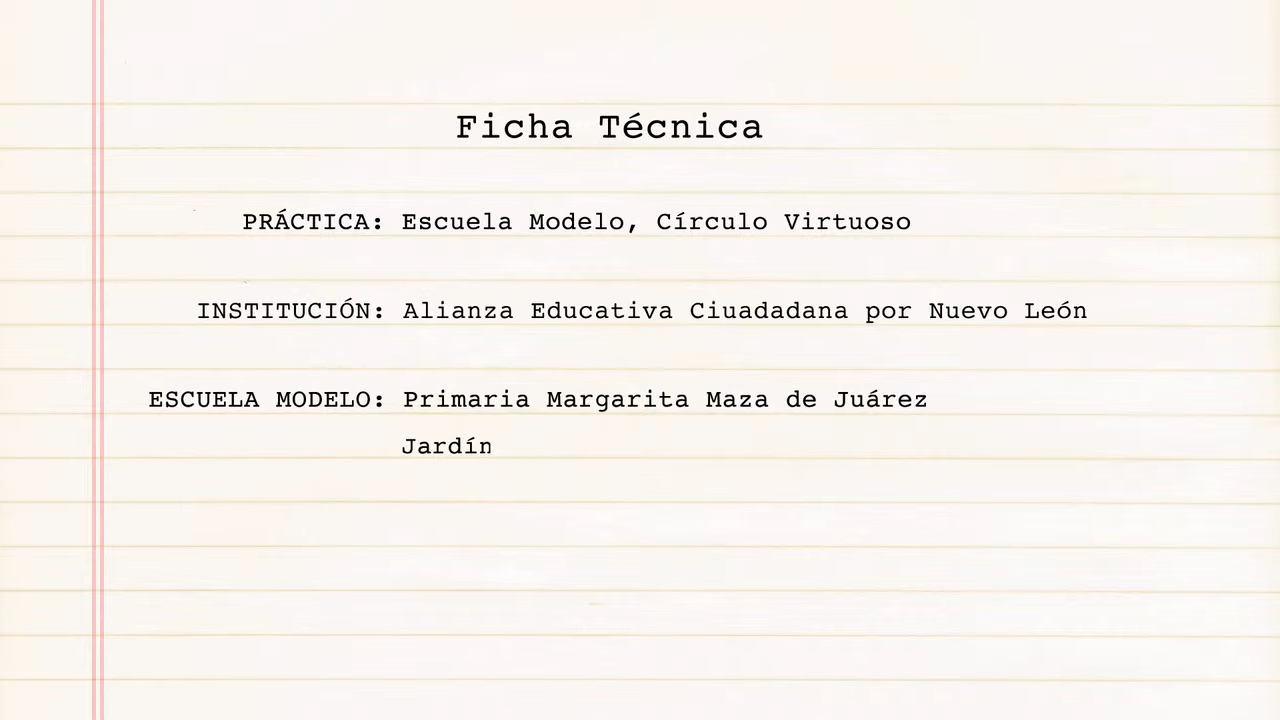 Ficha Técnica
PRÁCTICA: Escuela Modelo, Círculo Virtuoso
INSTITUCIÓN: Alianza Educativa Ciuadadana por Nuevo León
ESCUELA MODELO: Primaria Margarita Maza de Juárez
Jardín